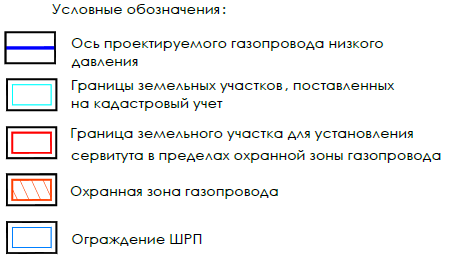 Условные обозначения:
Ось проектируемого газопровода низкого
давления
Границы земельных участков, поставленных
на кадастровый учет
Граница земельного участка для установления
сервитута в пределах охранной зоны газопровода
Охранная зона газопровода
Ограждение ШРП